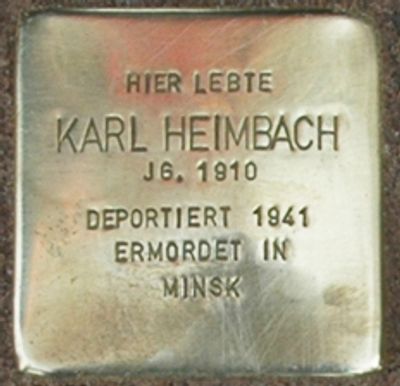 HIER LEBTE
KARL HEIMBACH
JG. 1910
DEPORTIERT 1941
ERMORDET IN
MINSK